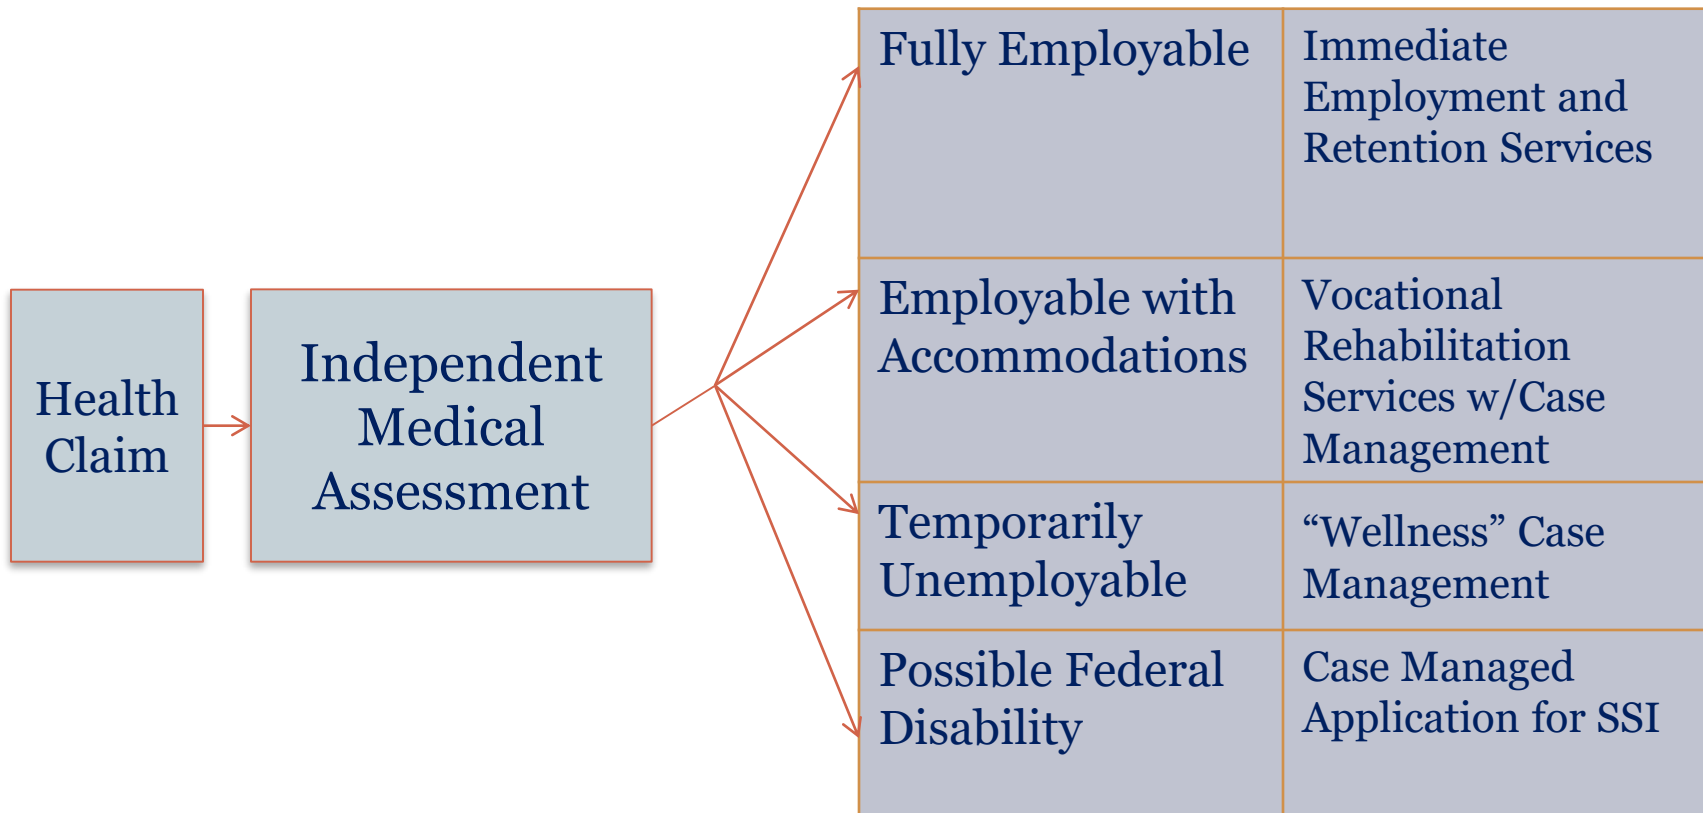 Health
Claim
Independent
Medical
Assessment
Fully Employable
Immediate
Employment and
Retention Services
Employable with
Accommodations
Vocational
Rehabilitation
Services w/Case
Management
Temporarily
Unemployable
“Wellness” Case
Management
Possible Federal
Disability
Case Managed
Application for SSI